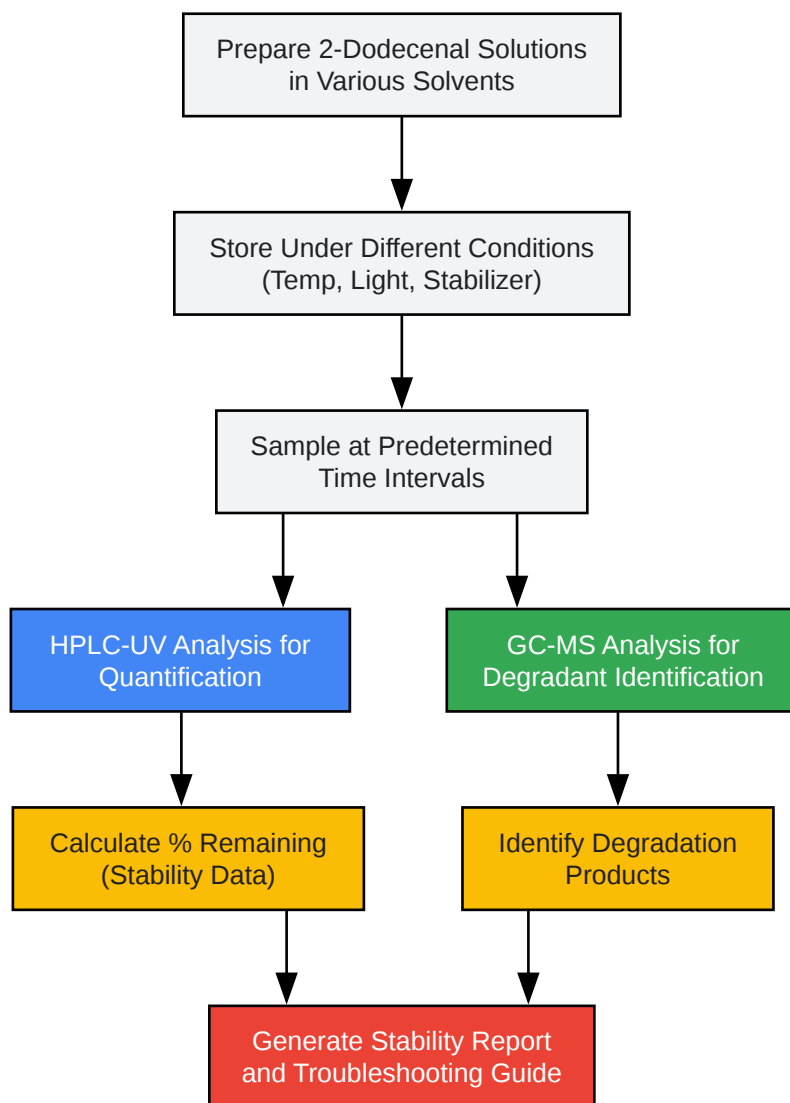 Prepare 2-Dodecenal Solutions
in Various Solvents
Store Under Different Conditions
(Temp, Light, Stabilizer)
Sample at Predetermined
Time Intervals
HPLC-UV Analysis for
Quantification
GC-MS Analysis for
Degradant Identification
Calculate % Remaining
(Stability Data)
Identify Degradation
Products
Generate Stability Report
and Troubleshooting Guide